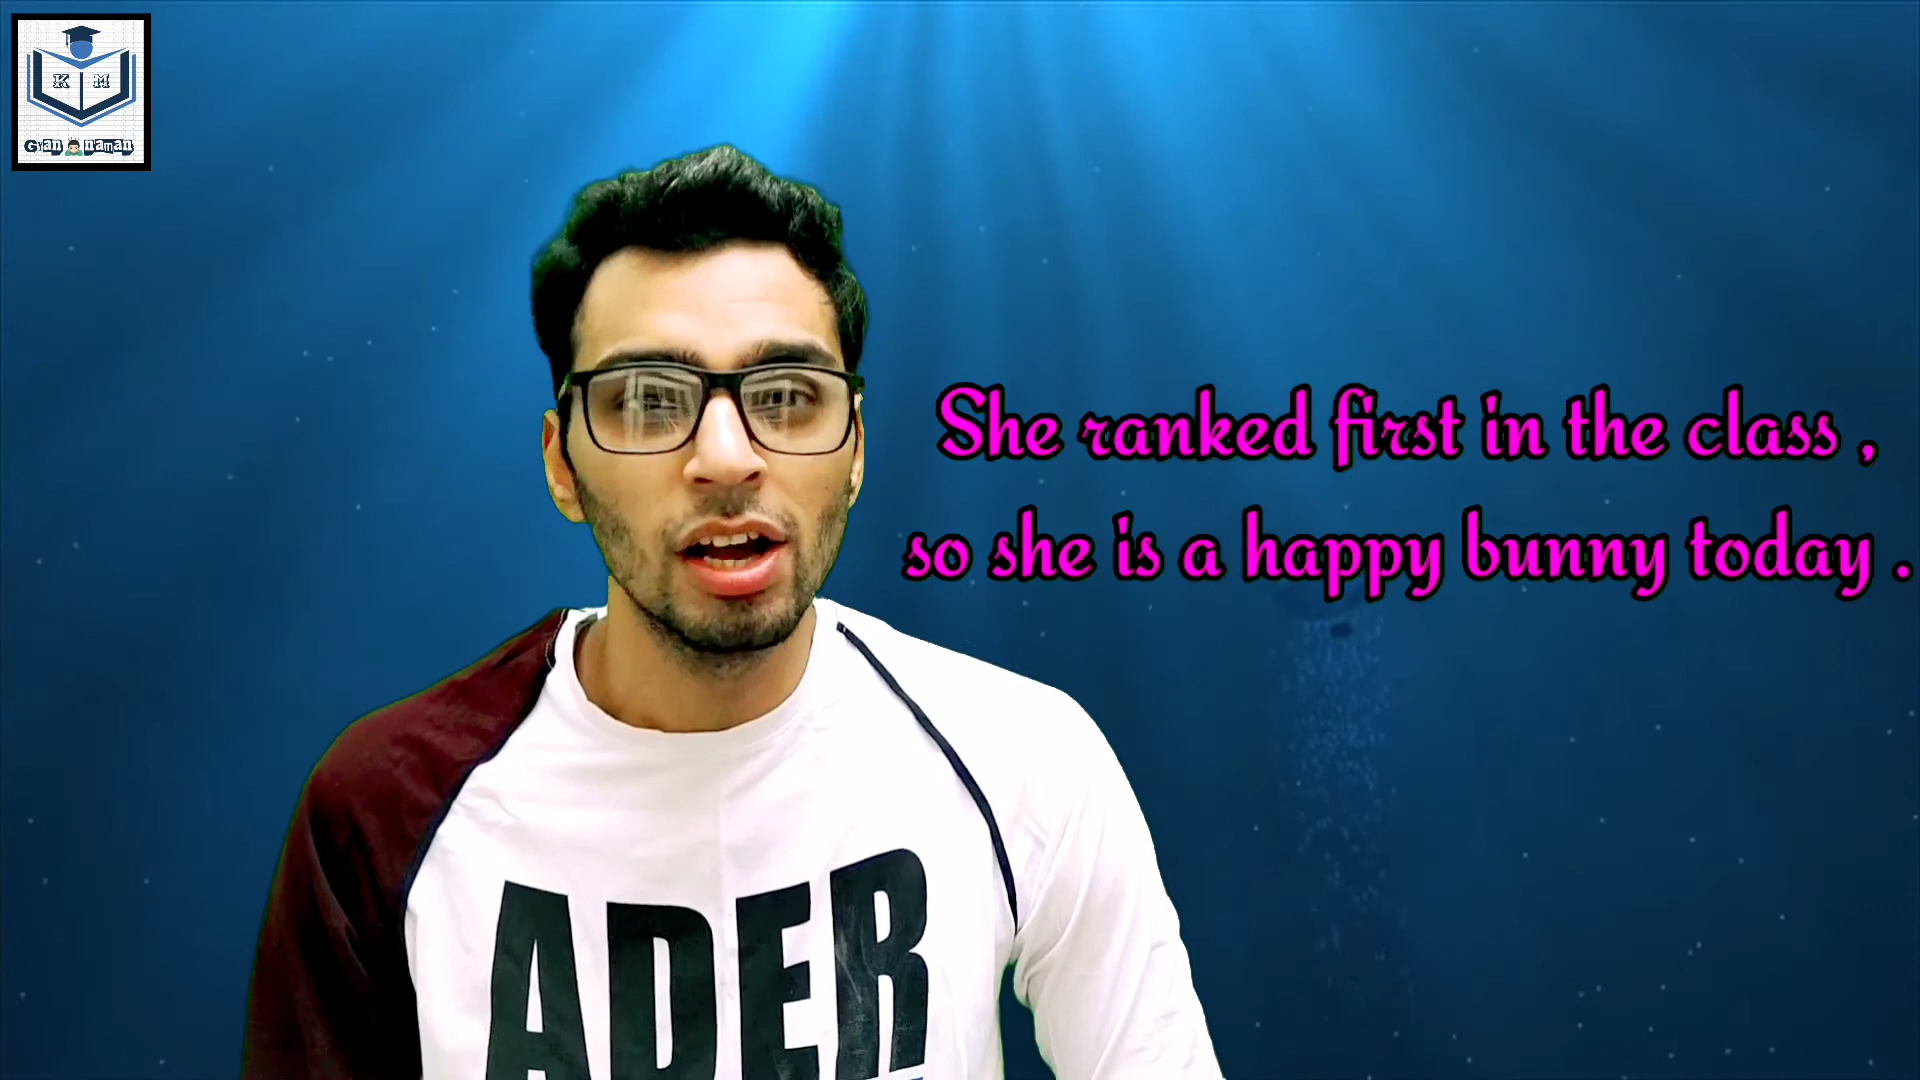 K M
Gyan naman
She ranked first in the class ,
so she is a happy bunny today .
ADER